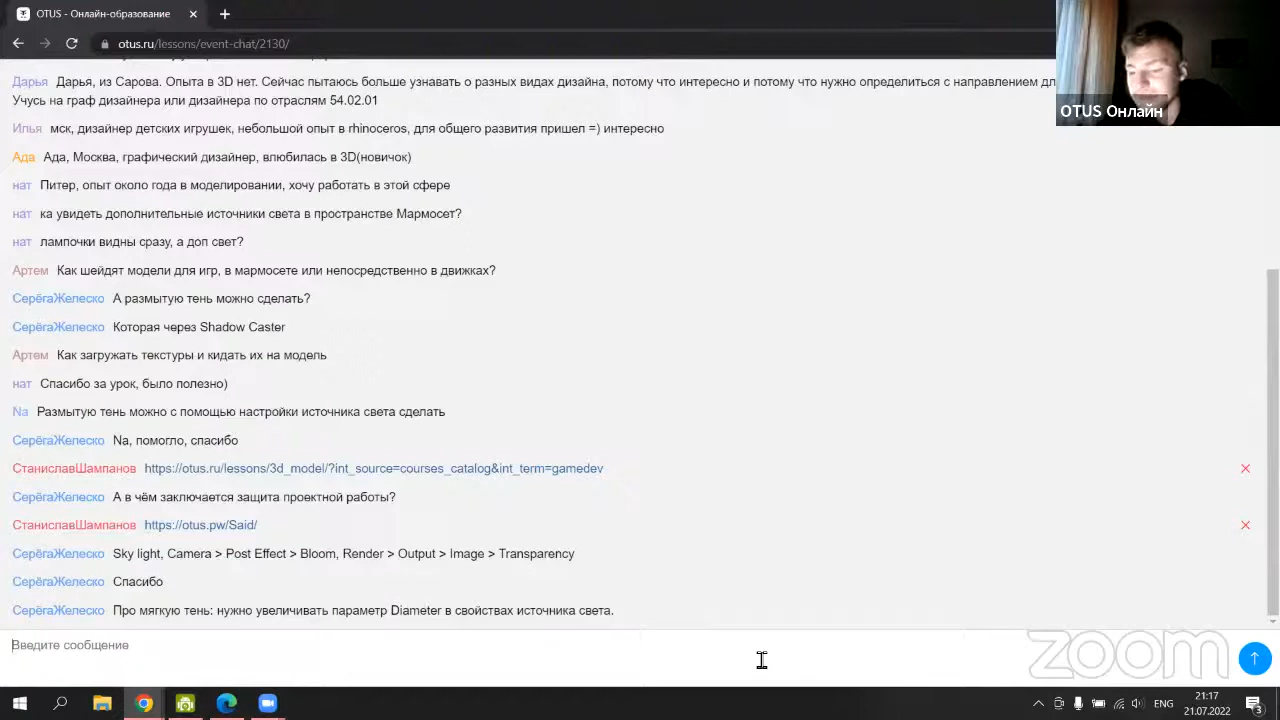 OTUS - Онлайн-образование
otus.ru/lessons/event-chat/2130/
Дарья Дарья, из Сарова. Опыта в 3D нет. Сейчас пытаюсь больше узнавать о разных видах дизайна, потому что интересно и потому что нужно определиться с направлением дл
Учусь на граф дизайнера или дизайнера по отраслям 54.02.01
OTUS Онлайн
Илья мск, дизайнер детских игрушек, небольшой опыт в rhinoceros, для общего развития пришел =) интересно
Ада Ада, Москва, графический дизайнер, влюбилась в 3D(новичок)
нат Питер, опыт около года в моделировании, хочу работать в этой сфере
нат ка увидеть дополнительные источники света в пространстве Мармосет?
нат лампочки видны сразу, а доп свет?
Артем Как шейдят модели для игр, в мармосете или непосредственно в движках?
СерёгаЖелеско А размытую тень можно сделать?
СерёгаЖелеско Которая через Shadow Caster
Артем Как загружать текстуры и кидать их на модель
нат Спасибо за урок, было полезно)
Na Размытую тень можно с помощью настройки источника света сделать
СерёгаЖелеско Na, помогло, спасибо
СтаниславШампанов https://otus.ru/lessons/3d_model/?int_source=courses_catalog&int_term=gamedev
СерёгаЖелеско А в чём заключается защита проектной работы?
СтаниславШампанов https://otus.pw/Said/
СерёгаЖелеско Sky light, Camera > Post Effect > Bloom, Render > Output > Image > Transparency
СерёгаЖелеско Спасибо
СерёгаЖелеско Про мягкую тень: нужно увеличивать параметр Diameter в свойствах источника света.
Введите сообщение
zoom
ENG
21:17
21.07.2022
3